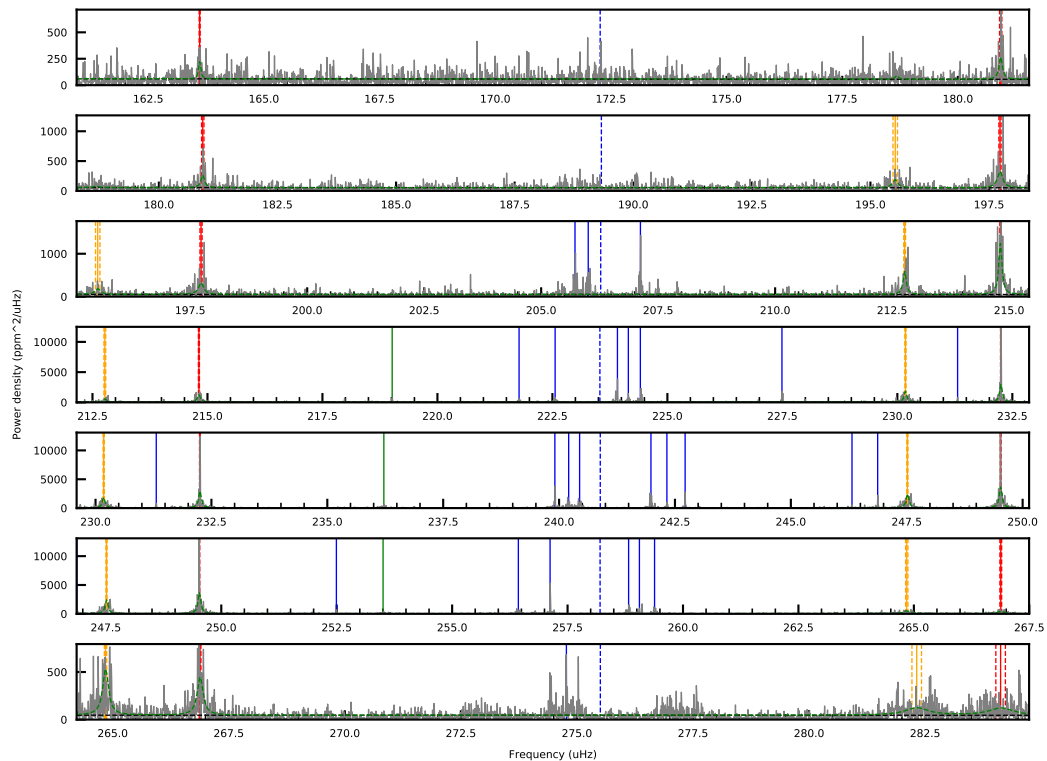 500
250
0
162.5 165.0 167.5 170.0 172.5 175.0 177.5 180.0
1000
500
0
180.0 182.5 185.0 187.5 190.0 192.5 195.5 197.5
1000
0
197.5 200.0 202.5 205.0 207.5 210.0 212.5 215.0
Power density (ppm^2/uHz)
10000
5000
0
212.5 215.0 217.5 220.0 222.5 225.0 227.5 230.0 232.5
10000
5000
0
230.0 232.5 235.0 237.5 240.0 242.5 245.0 247.5 250.0
10000
5000
0
247.5 250.0 252.5 255.0 257.5 260.0 262.5 265.0 267.5
500
0
265.0 267.5 270.0 272.5 275.0 277.5 280.0 282.5
Frequency (uHz)